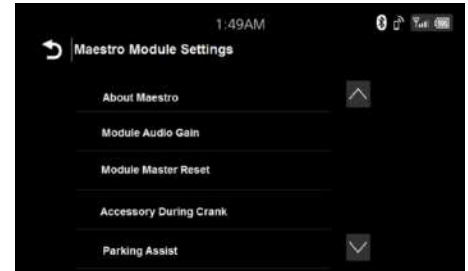 1:49AM
Maestro Module Settings
About Maestro
Module Audio Gain
Module Master Reset
Accessory During Crank
Parking Assist